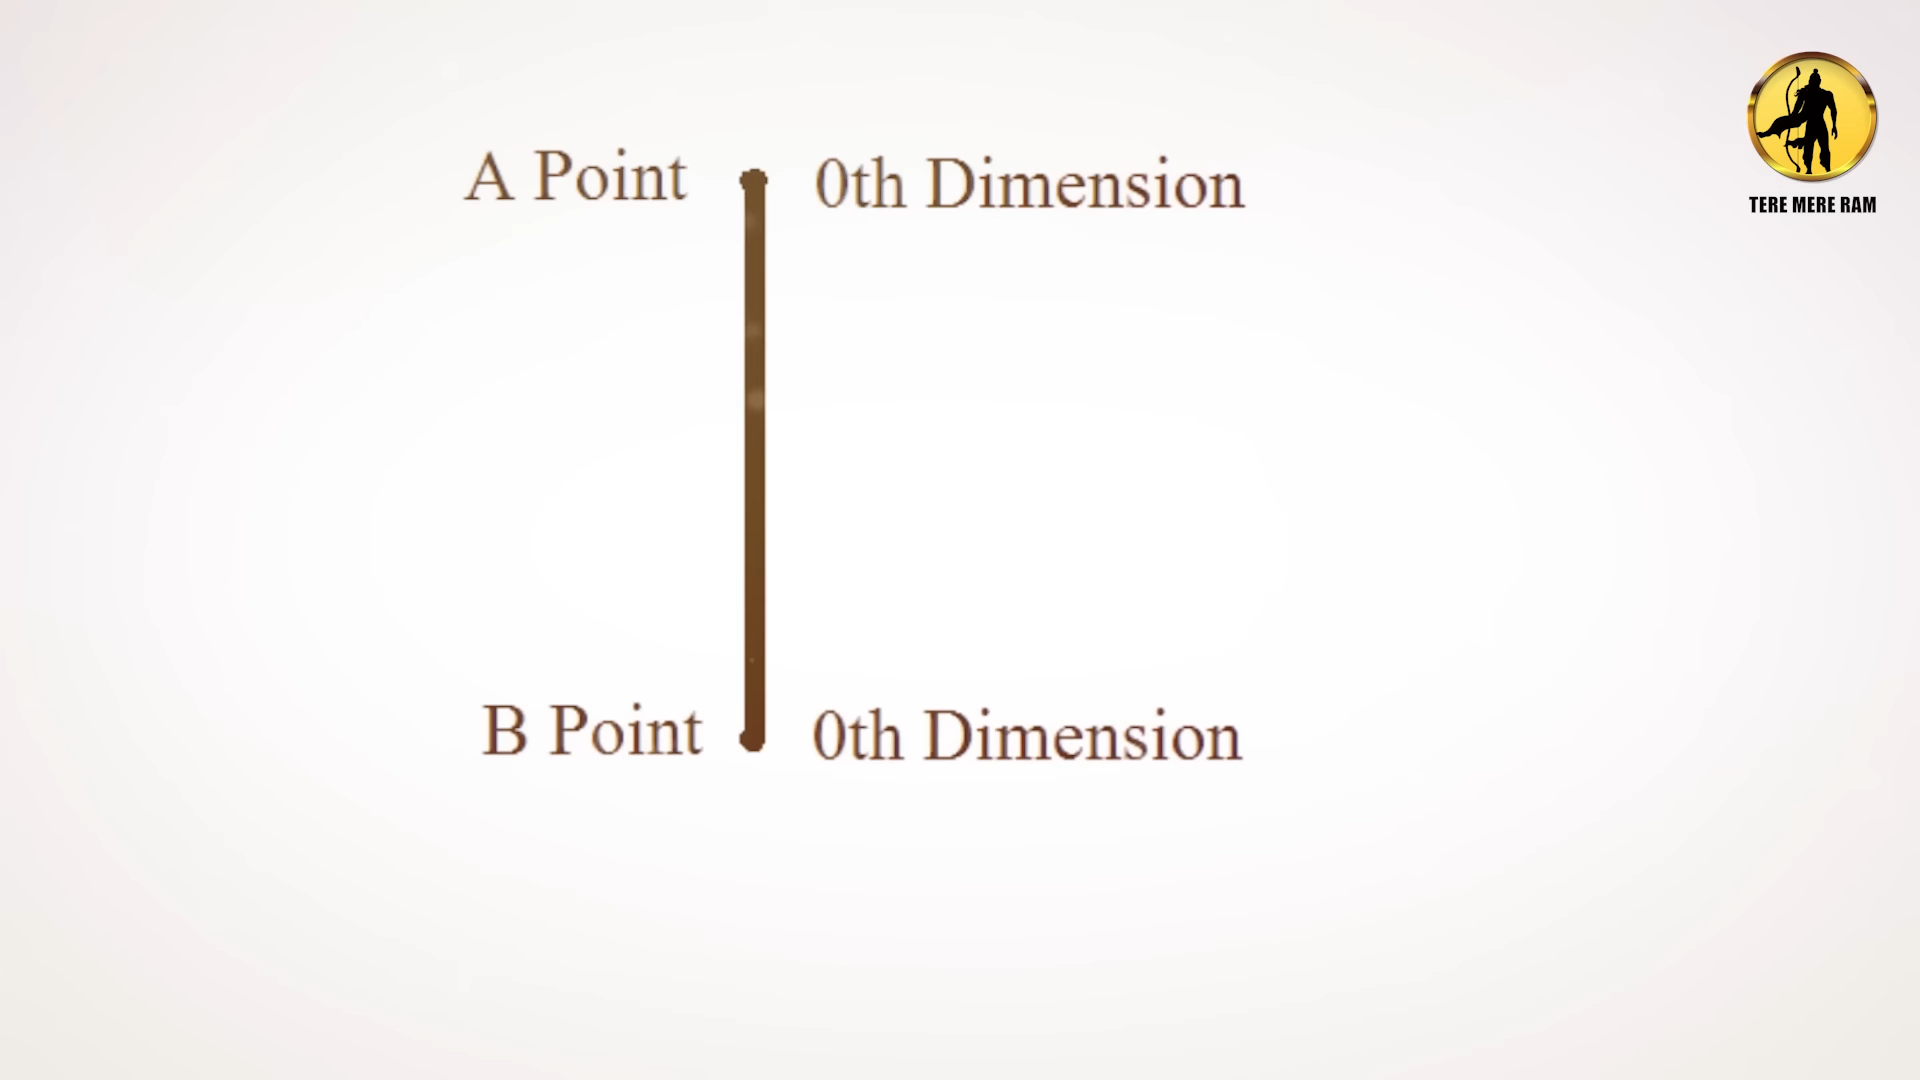 A Point 0th Dimension
TERE MERE RAM
B Point 0th Dimension